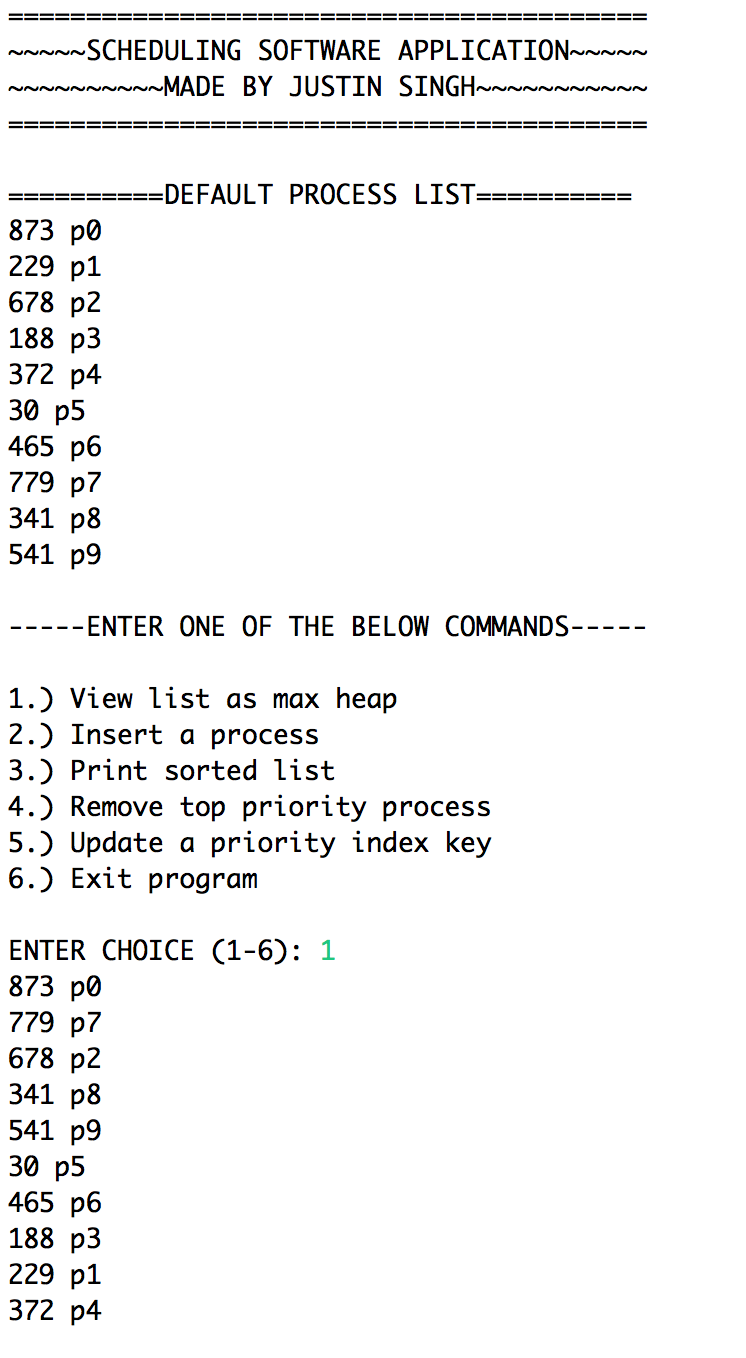 =========================================
~~~~~SCHEDULING SOFTWARE APPLICATION~~~~~
~~~~~~~~~~MADE BY JUSTIN SINGH~~~~~~~~~~~
=========================================
==========DEFAULT PROCESS LIST==========
873 p0
229 p1
678 p2
188 p3
372 p4
30 p5
465 p6
779 p7
341 p8
541 p9
-----ENTER ONE OF THE BELOW COMMANDS-----
1.) View list as max heap
2.) Insert a process
3.) Print sorted list
4.) Remove top priority process
5.) Update a priority index key
6.) Exit program
ENTER CHOICE (1-6): 1
873 p0
779 p7
678 p2
341 p8
541 p9
30 p5
465 p6
188 p3
229 p1
372 p4